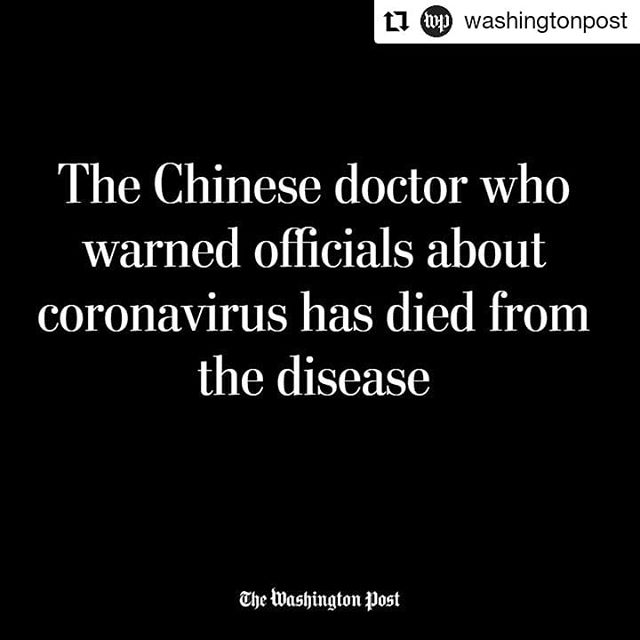 wp washingtonpost
The Chinese doctor who
warned officials about
coronavirus has died from
the disease
The Washington Post